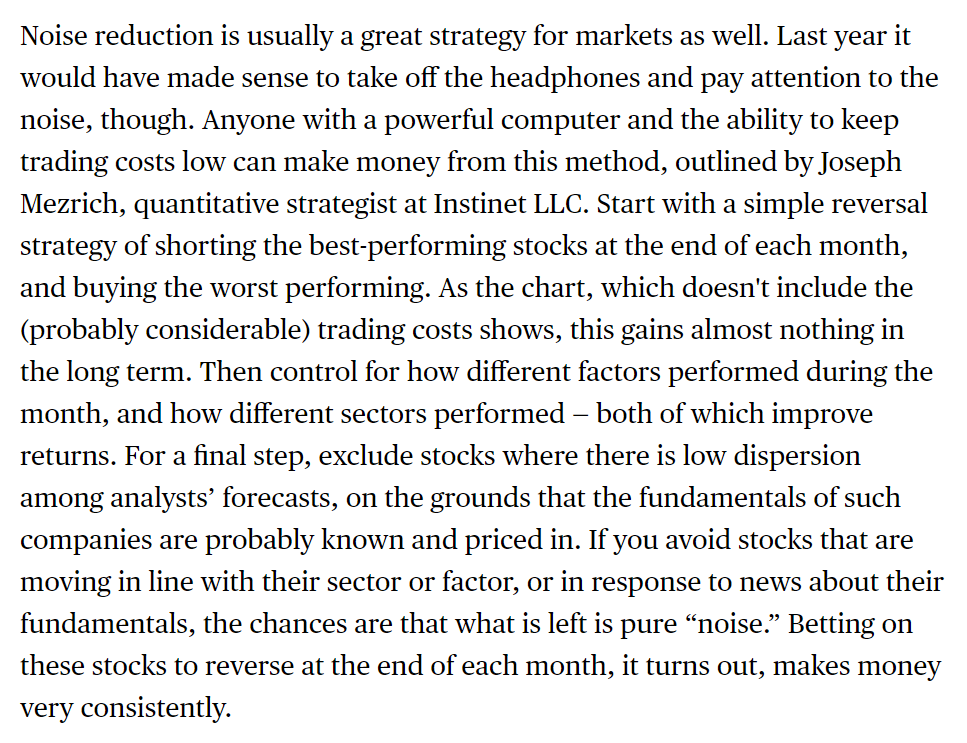 Noise reduction is usually a great strategy for markets as well. Last year it
would have made sense to take off the headphones and pay attention to the
noise, though. Anyone with a powerful computer and the ability to keep
trading costs low can make money from this method, outlined by Joseph
Mezrich, quantitative strategist at Instinet LLC. Start with a simple reversal
strategy of shorting the best-performing stocks at the end of each month,
and buying the worst performing. As the chart, which doesn't include the
(probably considerable) trading costs shows, this gains almost nothing in
the long term. Then control for how different factors performed during the
month, and how different sectors performed – both of which improve
returns. For a final step, exclude stocks where there is low dispersion
among analysts’ forecasts, on the grounds that the fundamentals of such
companies are probably known and priced in. If you avoid stocks that are
moving in line with their sector or factor, or in response to news about their
fundamentals, the chances are that what is left is pure “noise.” Betting on
these stocks to reverse at the end of each month, it turns out, makes money
very consistently.